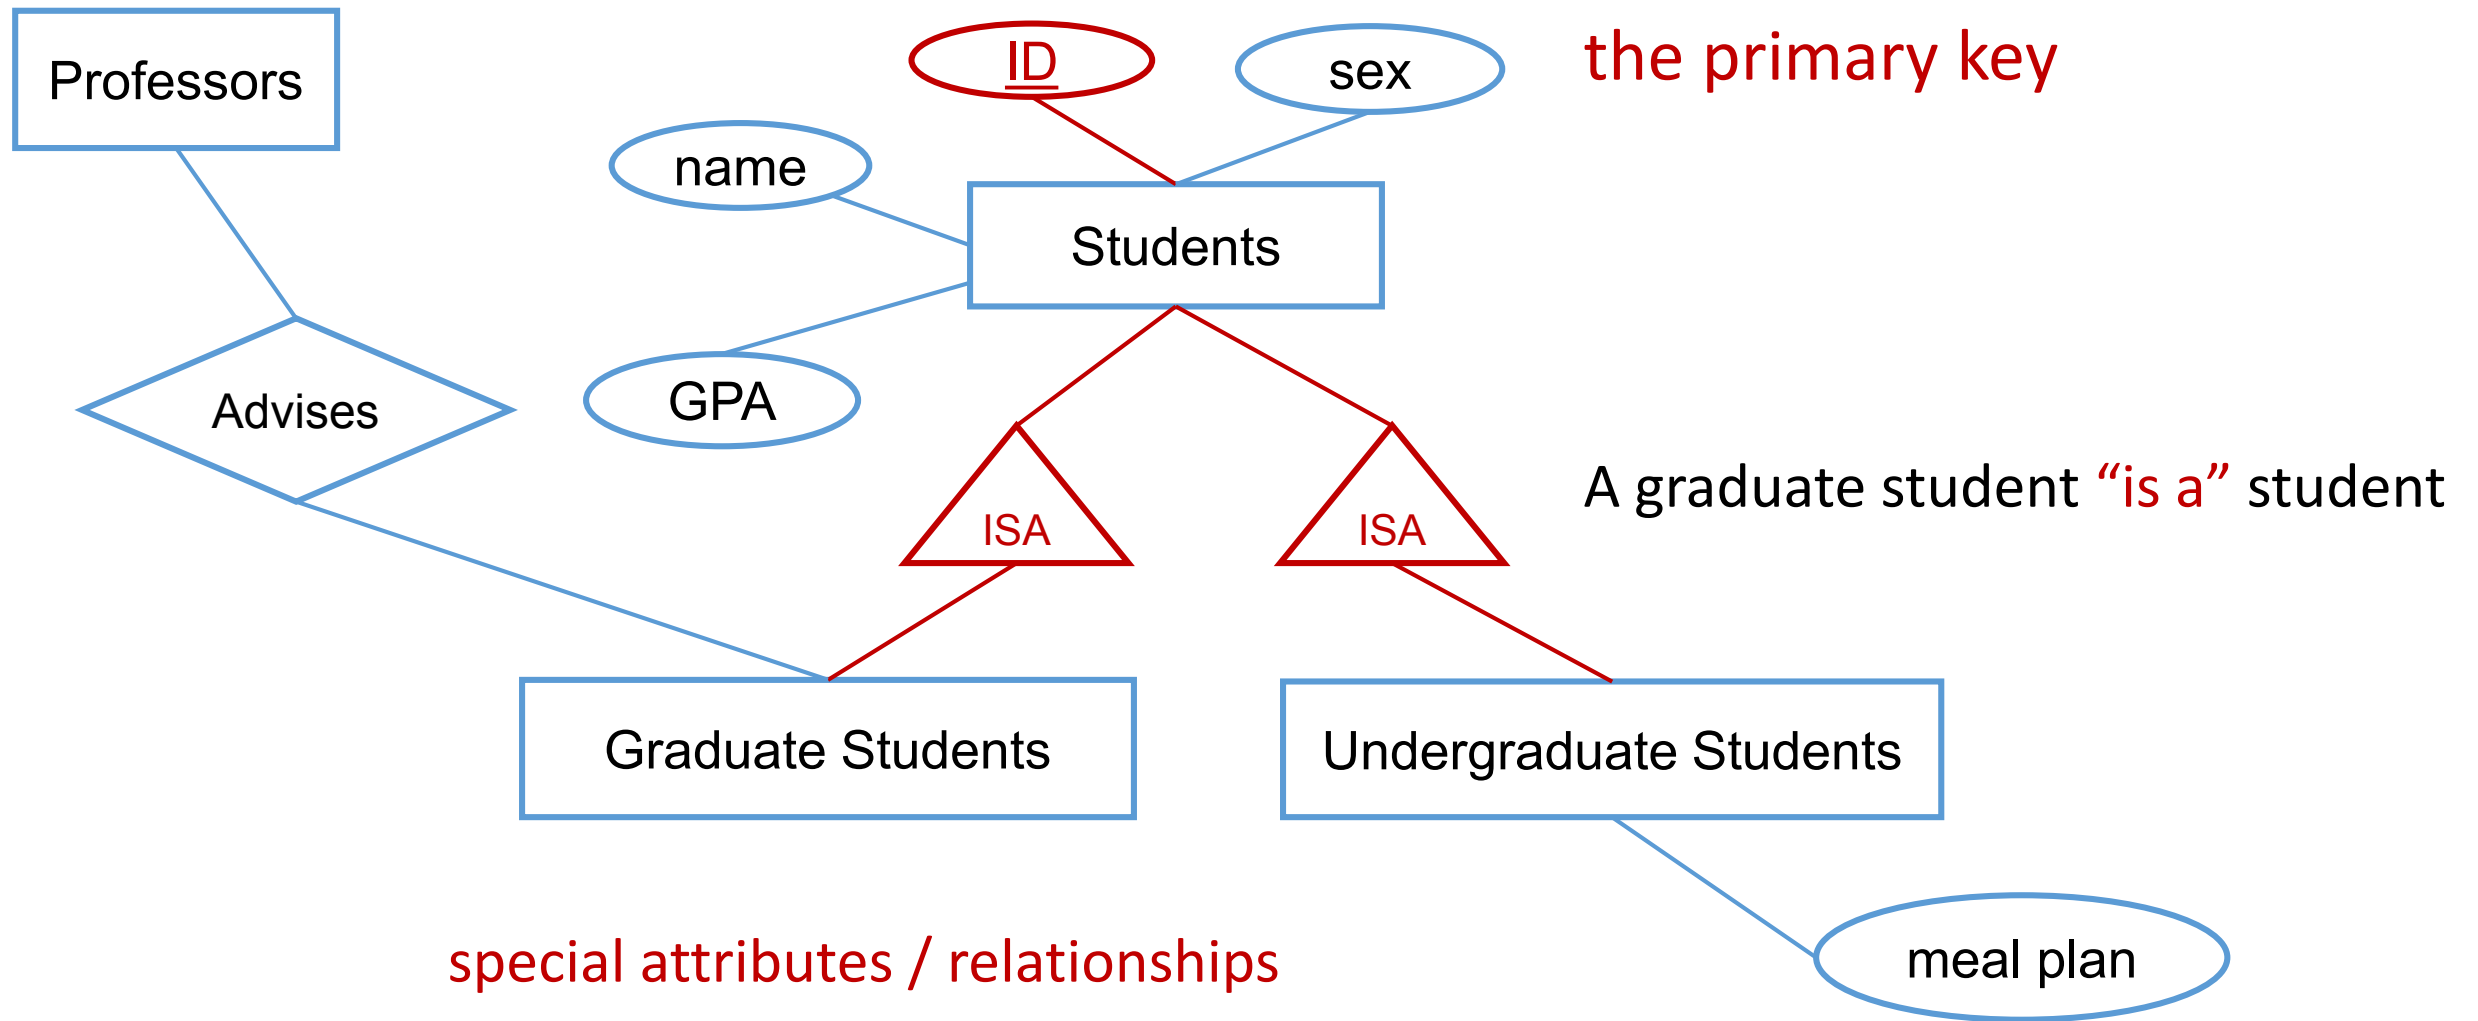 Professors
ID
sex
the primary key
name
Students
GPA
Advises
ISA
ISA
A graduate student “is a” student
Graduate Students
Undergraduate Students
special attributes / relationships
meal plan